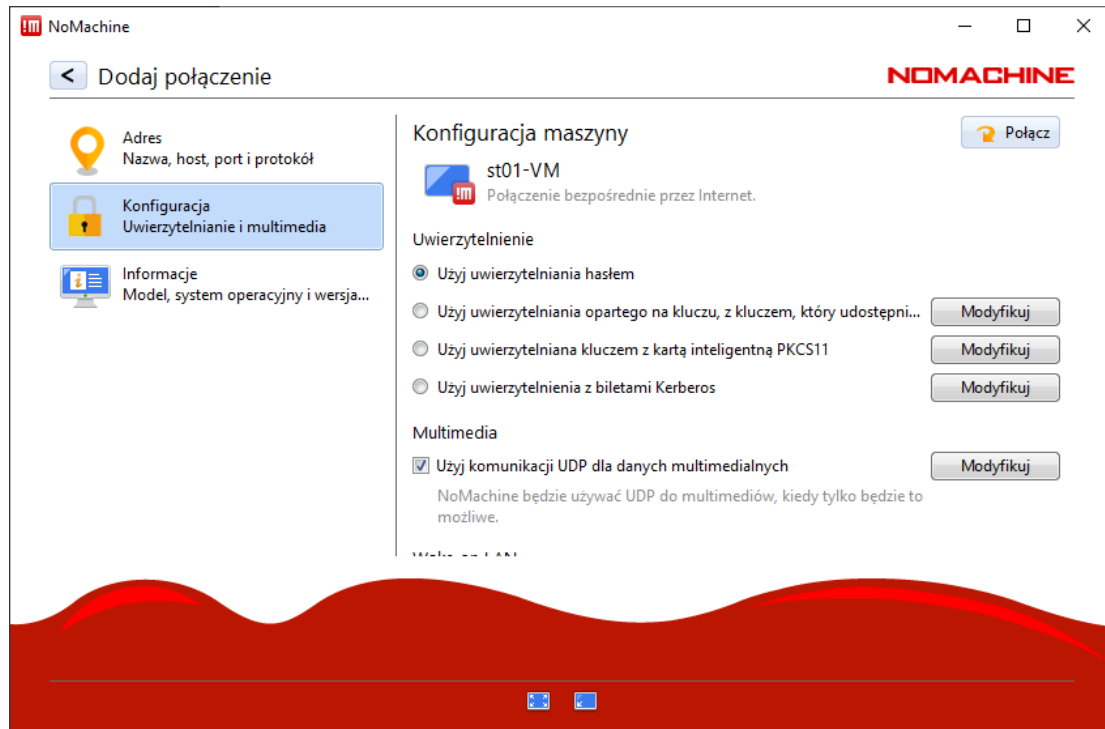 !m NoMachine
< Dodaj połączenie
NOMACHINE
Adres
Nazwa, host, port i protokół
Konfiguracja
Uwierzytelnianie i multimedia
Informacje
Model, system operacyjny i wersja...
Konfiguracja maszyny
Połącz
st01-VM
!m
Połączenie bezpośrednie przez Internet.
Uwierzytelnienie
Użyj uwierzytelniania hasłem
Użyj uwierzytelniania opartego na kluczu, z kluczem, który udostępni...
Modyfikuj
Użyj uwierzytelniana kluczem z kartą inteligentną PKCS11
Modyfikuj
Użyj uwierzytelnienia z biletami Kerberos
Modyfikuj
Multimedia
Użyj komunikacji UDP dla danych multimedialnych
Modyfikuj
NoMachine będzie używać UDP do multimediów, kiedy tylko będzie to
możliwe.